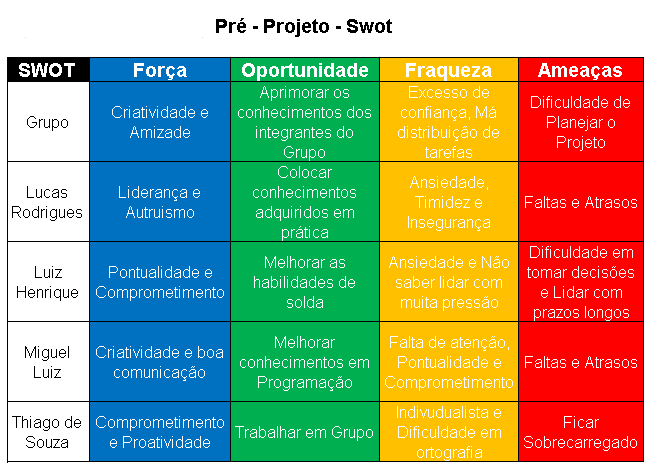 Pré - Projeto - Swot
SWOT Força Oportunidade Fraqueza Ameaças
Grupo
Criatividade e
Amizade
Aprimorar os
conhecimentos dos
integrantes do
Grupo
Excesso de
confiança, Má
distribuição de
tarefas
Dificuldade de
Planejar o
Projeto
Lucas
Rodrigues
Liderança e
Autruismo
Colocar
conhecimentos
adquiridos em
prática
Ansiedade,
Timidez e
Insegurança
Faltas e Atrasos
Luiz
Henrique
Pontualidade e
Comprometimento
Melhorar as
habilidades de
solda
Ansiedade e Não
saber lidar com
muita pressão
Dificuldade em
tomar decisões
e Lidar com
prazos longos
Miguel
Luiz
Criatividade e boa
comunicação
Melhorar
conhecimentos em
Programação
Falta de atenção,
Pontualidade e
Comprometimento
Faltas e Atrasos
Thiago de
Souza
Comprometimento
e Proatividade
Trabalhar em Grupo
Indivudualista e
Dificuldade em
ortografia
Ficar
Sobrecarregado